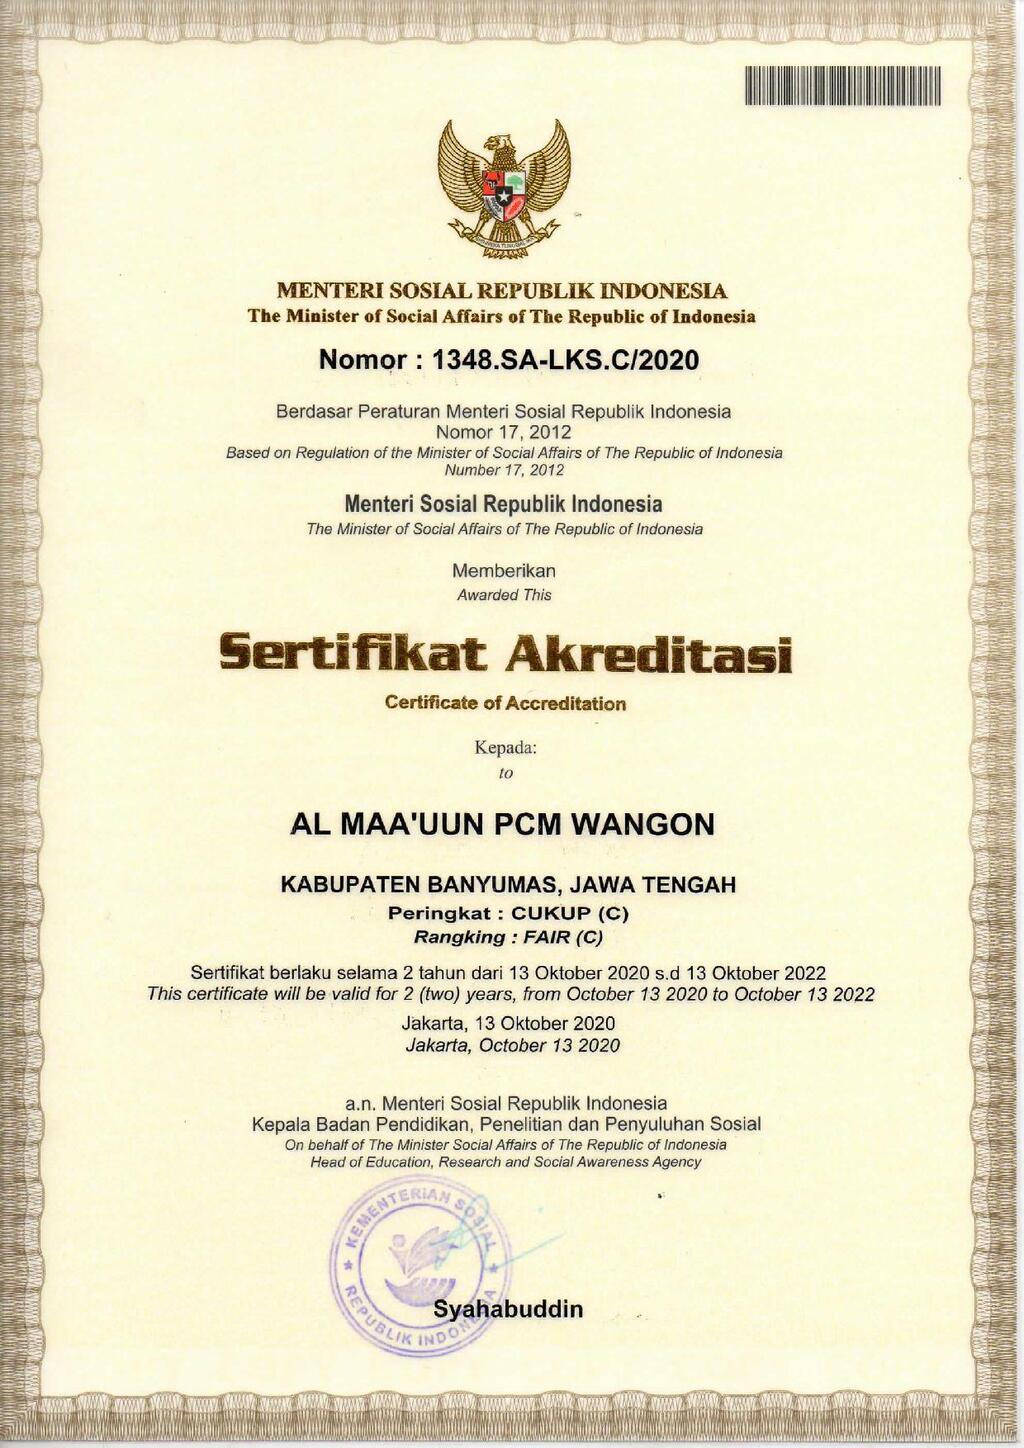 MENTERI SOSIAL REPUBLIK INDONESIA
The Minister of Social Affairs of The Republic of Indonesia
Nomor : 1348.SA-LKS.C/2020
Berdasar Peraturan Menteri Sosial Republik Indonesia
Nomor 17, 2012
Based on Regulation of the Minister of Social Affairs of The Republic of Indonesia
Number 17, 2012
Menteri Sosial Republik Indonesia
The Minister of Social Affairs of The Republic of Indonesia
Memberikan
Awarded This
Sertifikat Akreditasi
Certificate of Accreditation
Kepada:
to
AL MAA'UUN PCM WANGON
KABUPATEN BANYUMAS, JAWA TENGAH
Peringkat : CUKUP (C)
Rangking : FAIR (C)
Sertifikat berlaku selama 2 tahun dari 13 Oktober 2020 s.d 13 Oktober 2022
This certificate will be valid for 2 (two) years, from October 13 2020 to October 13 2022
Jakarta, 13 Oktober 2020
Jakarta, October 13 2020
a.n. Menteri Sosial Republik Indonesia
Kepala Badan Pendidikan, Penelitian dan Penyuluhan Sosial
On behalf of The Minister Social Affairs of The Republic of Indonesia
Head of Education, Research and Social Awareness Agency
KEMENTERIAN SOSIAL
REPUBLIK INDONESIA
Syahabuddin